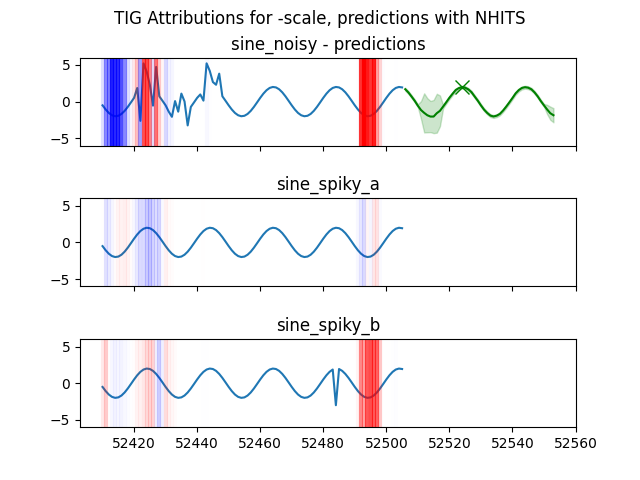 TIG Attributions for -scale, predictions with NHITS
sine_noisy - predictions
5
0
−5
sine_spiky_a
5
0
−5
sine_spiky_b
5
0
−5
52420 52440 52460 52480 52500 52520 52540 52560